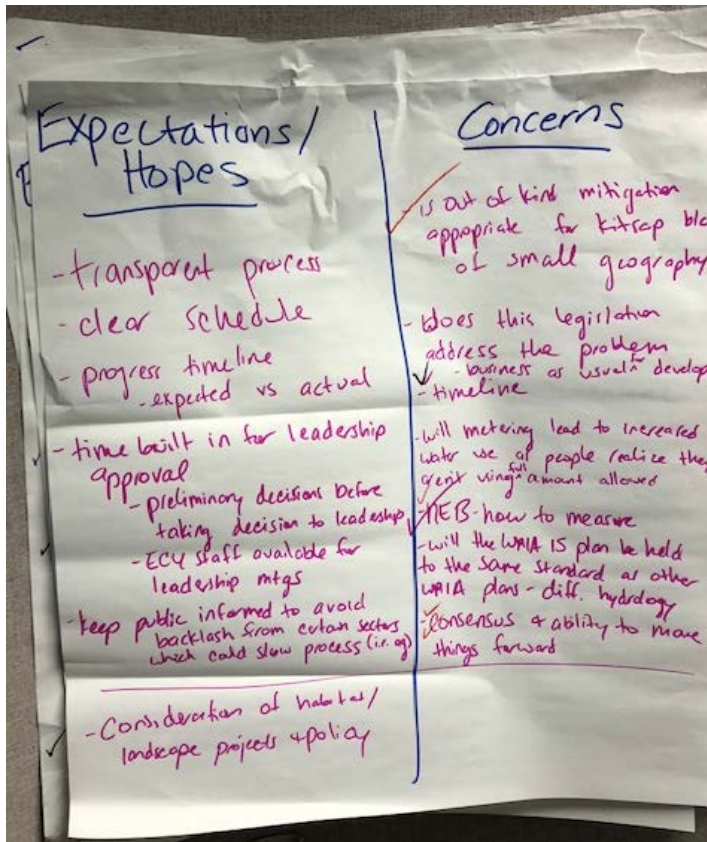 Expectations/
Hopes
- transparent process
- clear schedule
- progress timeline
- expected vs actual
- time built in for leadership
approval
- preliminary decisions before
taking decision to leadership
- ECY staff available for
leadership mtgs
- keep public informed to avoid
backlash from certain sectors
which could slow process (i.e. ag)
- Consideration of habitat/
landscape projects + policy
Concerns
- is out of kind mitigation
appopriate for kitsap b/c
of small geography
- does this legislation
address the problem
- business as usual develop
- timeline
- will metering lead to increased
water use as people realize they
aren't using full amount allowed
- NEB - how to measure
- will the WRIA 15 plan be held
to the same standard as other
WRIA plans - diff. hydrology
- consensus + ability to move
things forward